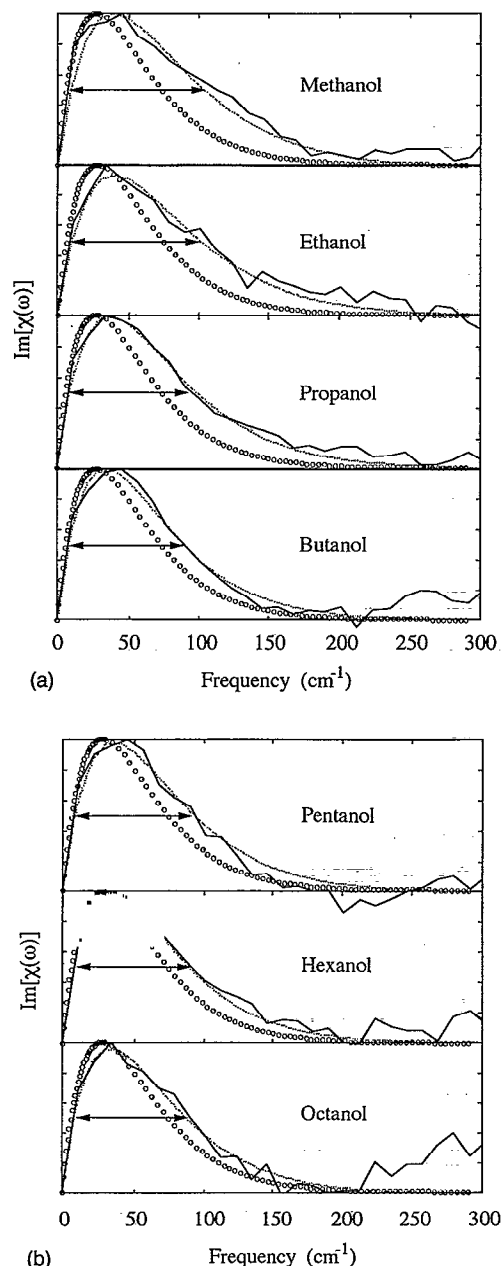 Methanol
Ethanol
Propanol
Butanol
Im[χ(ω)]
0 50 100 150 200 250 300
(a) Frequency (cm⁻¹)
Pentanol
Hexanol
Octanol
Im[χ(ω)]
0 50 100 150 200 250 300
(b) Frequency (cm⁻¹)